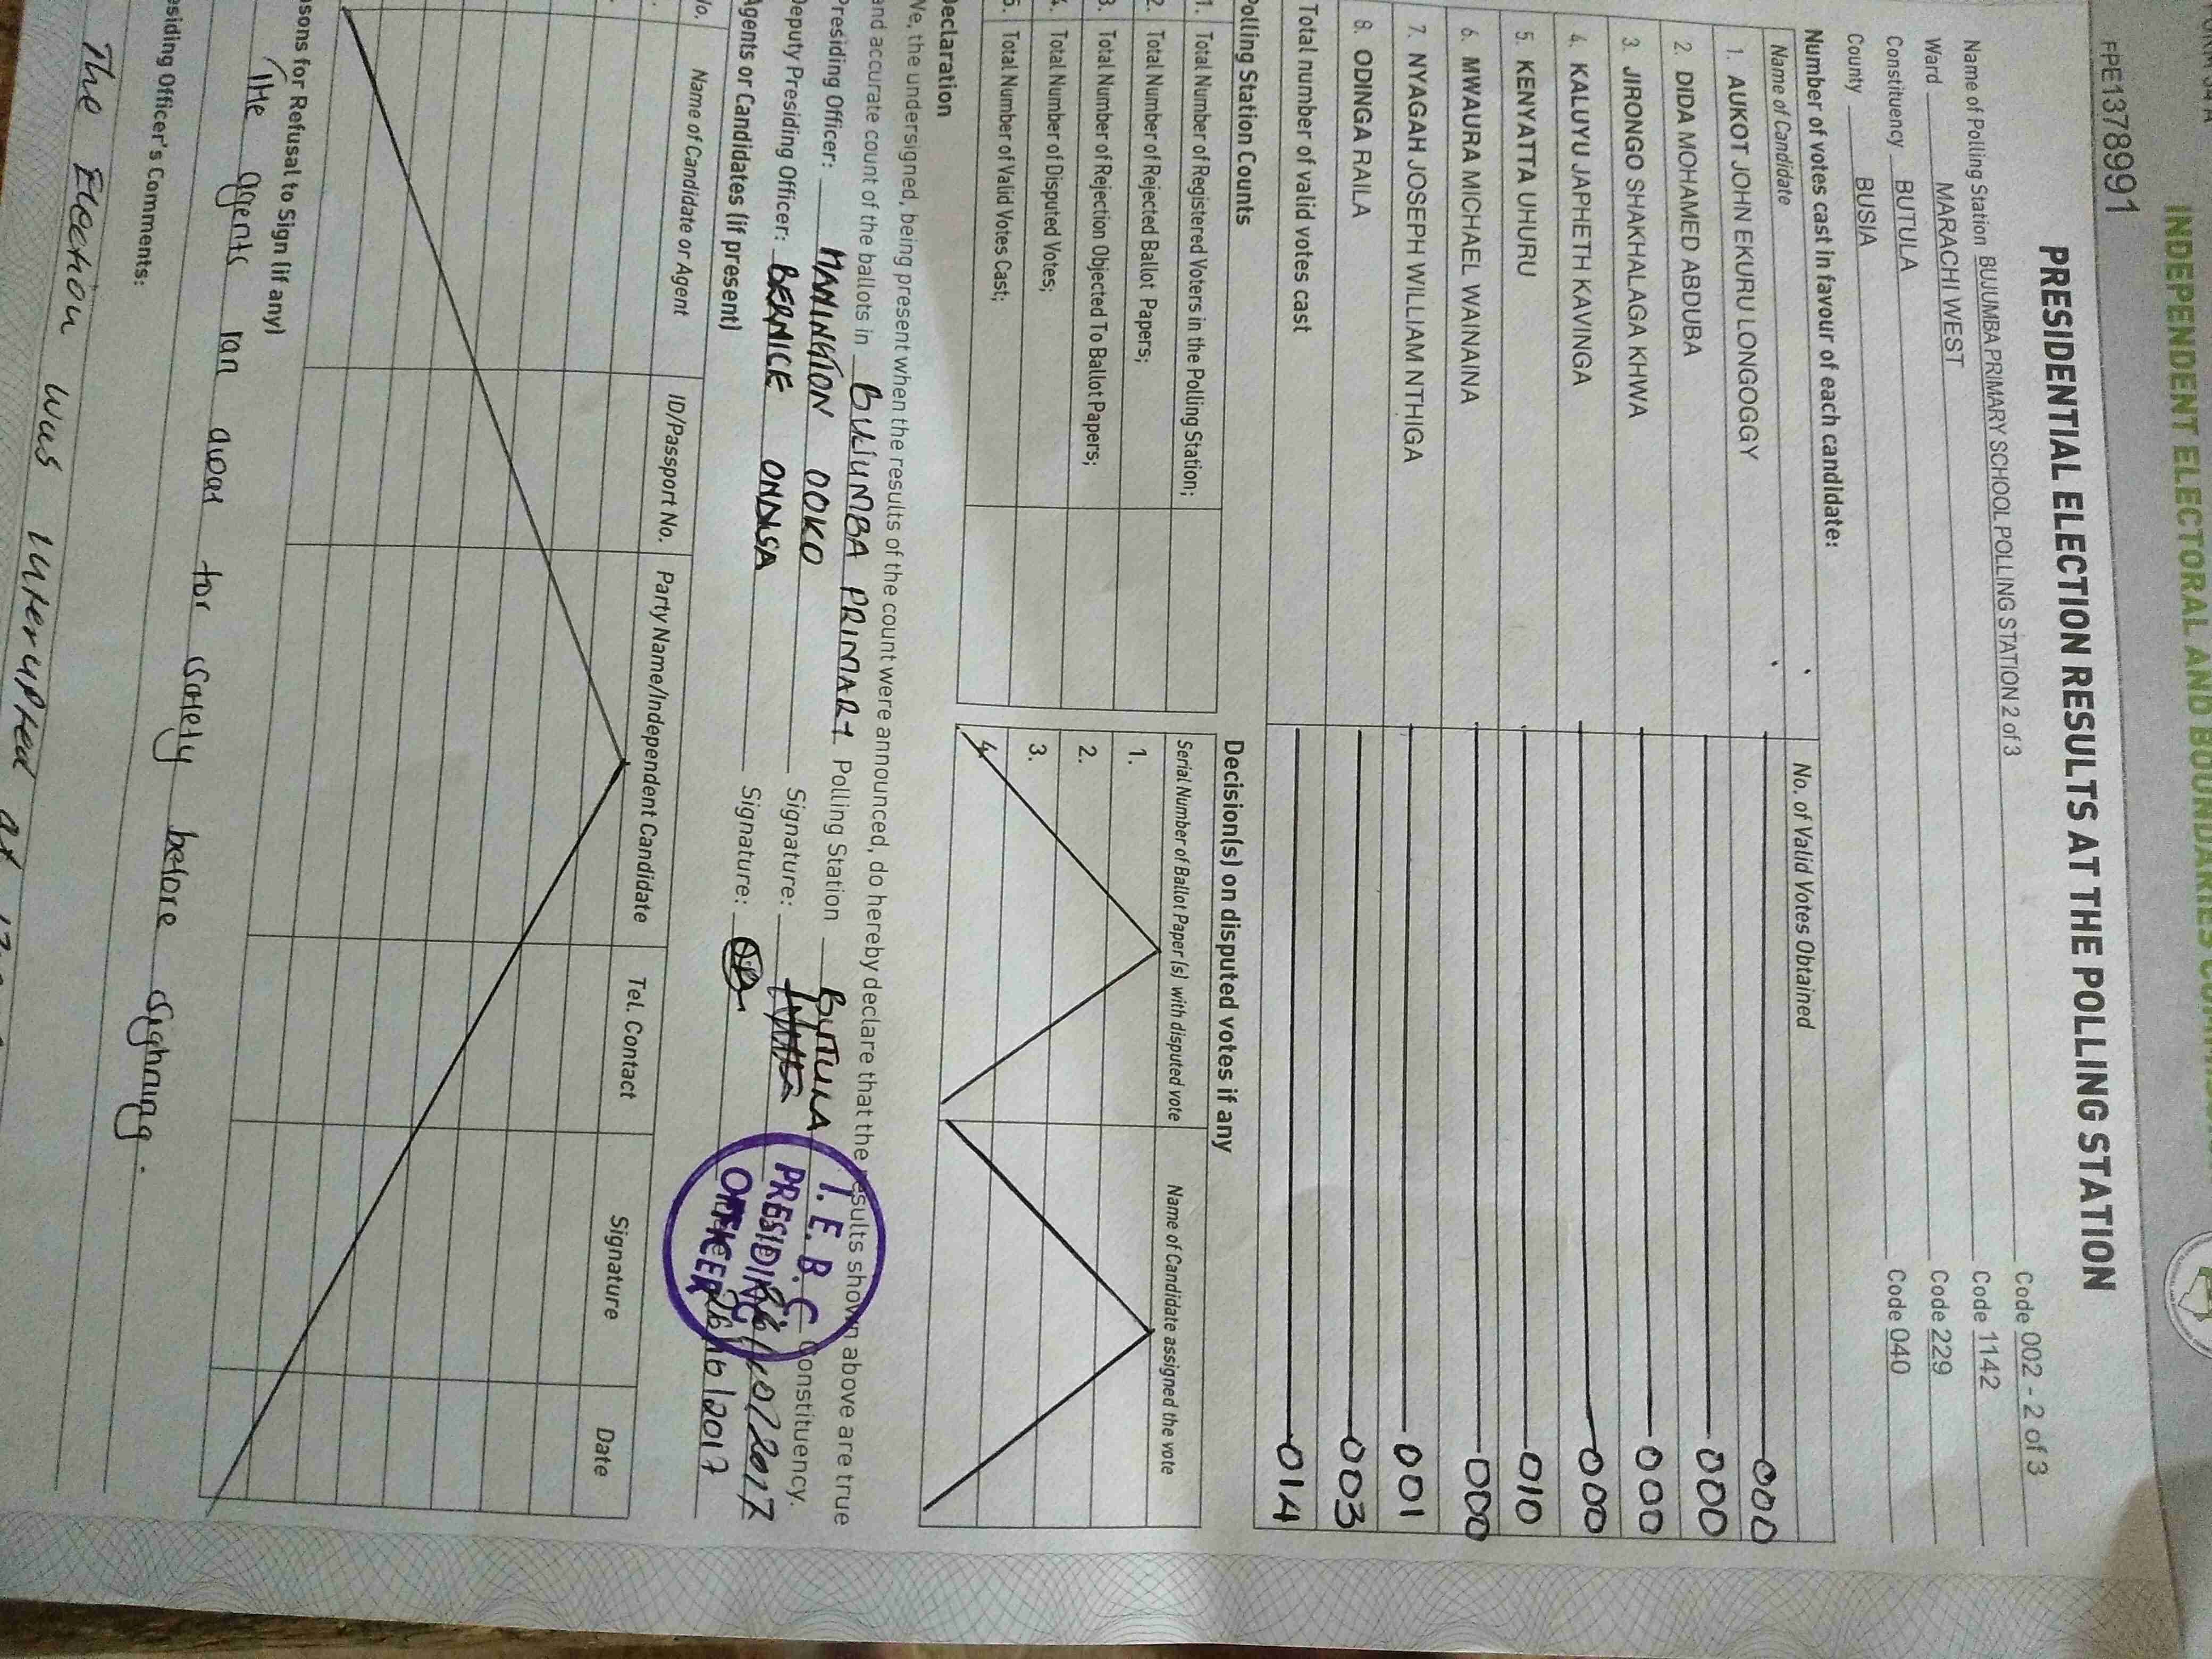 INDEPENDENT ELECTORAL AND BOUNDARIES
FPE1378991
PRESIDENTIAL ELECTION RESULTS AT THE POLLING STATION
Name of Polling Station BUJUMBA PRIMARY SCHOOL POLLING STATION 2 of 3 Code 002 - 2 of 3
Ward MARACHI WEST Code 1142
Constituency BUTULA Code 229
County BUSIA Code 040
Number of votes cast in favour of each candidate:
Name of Candidate No. of Valid Votes Obtained
1. AUKOT JOHN EKURU LONGOGGY 000
2. DIDA MOHAMED ABDUBA 000
3. JIRONGO SHAKHALAGA KHWA 000
4. KALUYU JAPHETH KAVINGA 000
5. KENYATTA UHURU 010
6. MWAURA MICHAEL WAINAINA 000
7. NYAGAH JOSEPH WILLIAM NTHIGA 001
8. ODINGA RAILA 003
Total number of valid votes cast 014
Polling Station Counts
1. Total Number of Registered Voters in the Polling Station;
2. Total Number of Rejected Ballot Papers;
3. Total Number of Rejection Objected To Ballot Papers;
4. Total Number of Disputed Votes;
5. Total Number of Valid Votes Cast;
Decision(s) on disputed votes if any
Serial Number of Ballot Paper(s) with disputed vote Name of Candidate assigned the vote
1.
2.
3.
4.
Declaration
We, the undersigned, being present when the results of the count were announced, do hereby declare that the results shown above are true
and accurate count of the ballots in BUJUMBA PRIMARY Polling Station BUTULA Constituency.
Presiding Officer: MANINGTON OOKO Signature: 26/10/2017
Deputy Presiding Officer: BERNICE Signature: 26/10/2017
I.E.B.C
PRESIDING
OFFICER
Agents or Candidates (if present)
No. Name of Candidate or Agent ID/Passport No. Party Name/Independent Candidate Tel. Contact Signature Date
sons for Refusal to Sign (if any)
The agents ran away for safety before sighning.
esiding Officer's Comments:
The Election was interupted at